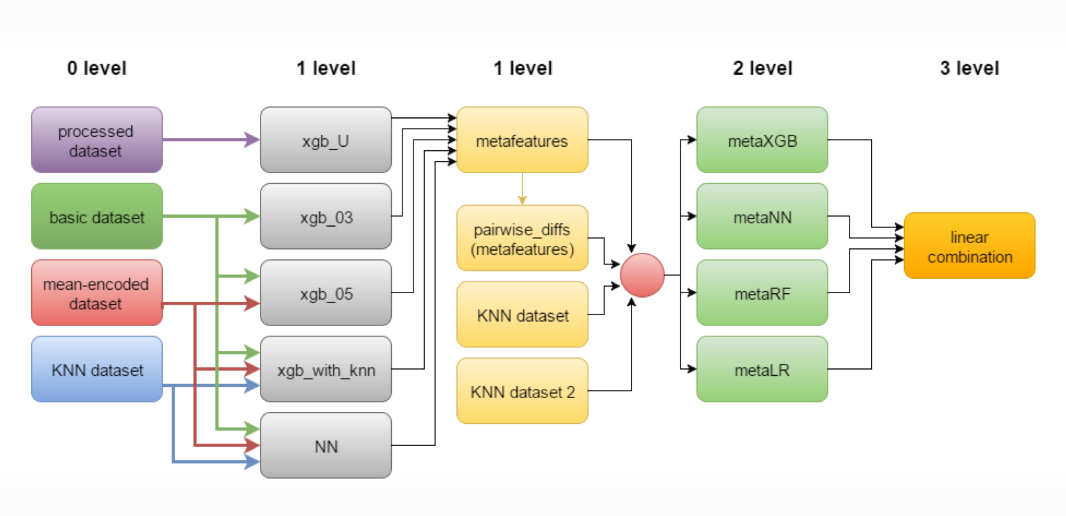 0 level
1 level
1 level
2 level
3 level
processed
dataset
basic dataset
mean-encoded
dataset
KNN dataset
xgb_U
xgb_03
xgb_05
xgb_with_knn
NN
metafeatures
pairwise_diffs
(metafeatures)
KNN dataset
KNN dataset 2
metaXGB
metaNN
metaRF
metaLR
linear
combination